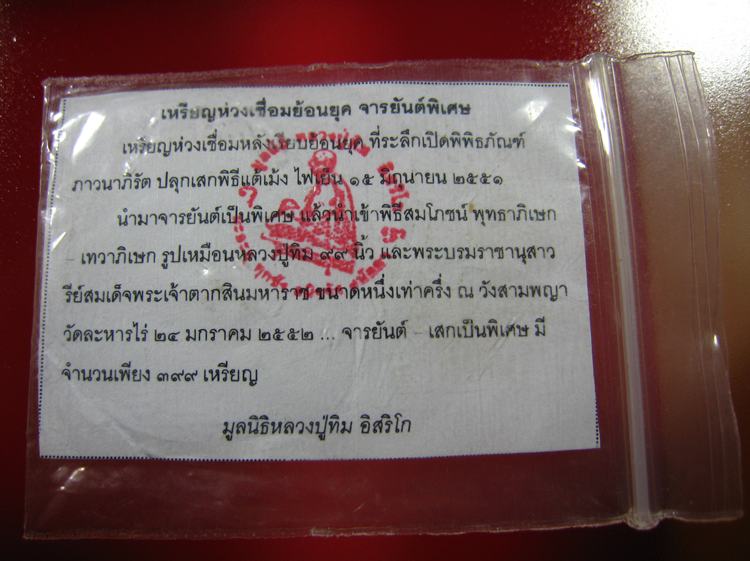 เหรียญห่วงเชื่อมย้อนยุค จารยันต์พิเศษ
เหรียญห่วงเชื่อมหลังเรียบย้อนยุค ที่ระลึกเปิดพิพิธภัณฑ์
ภาวนาภิรัต ปลุกเสกพิธีแต้เม้ง ไฟเย็น ๑๕ มิถุนายน ๒๕๕๑
นำมาจารยันต์เป็นพิเศษ แล้วนำเข้าพิธีสมโภชน์ พุทธาภิเษก
– เทวาภิเษก รูปเหมือนหลวงปู่ทิม ๙๙ นิ้ว และพระบรมราชานุสาว
รีย์สมเด็จพระเจ้าตากสินมหาราช ขนาดหนึ่งเท่าครึ่ง ณ วังสามพญา
วัดละหารไร่ ๒๔ มกราคม ๒๕๕๒ ... จารยันต์ – เสกเป็นพิเศษ มี
จำนวนเพียง ๓๙๙ เหรียญ
มูลนิธิหลวงปู่ทิม อิสริโก